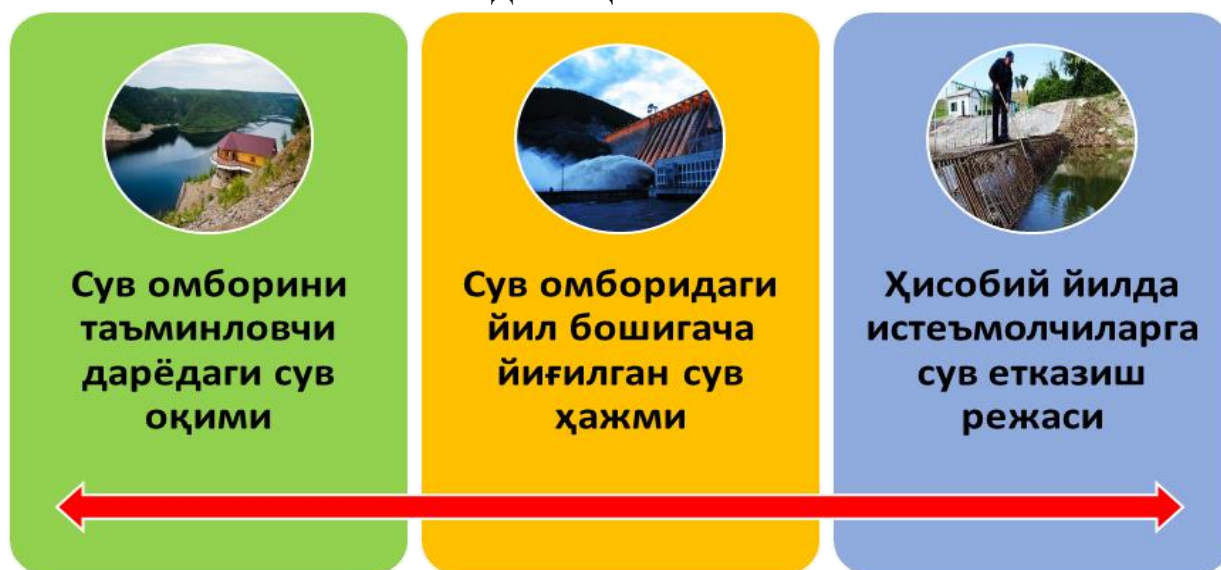 Сув омборини
таъминловчи
дарёдаги сув
оқими
Сув омборидаги
йил бошигача
йиғилган сув
ҳажми
Ҳисобий йилда
истеъмолчиларга
сув етказиш
режаси